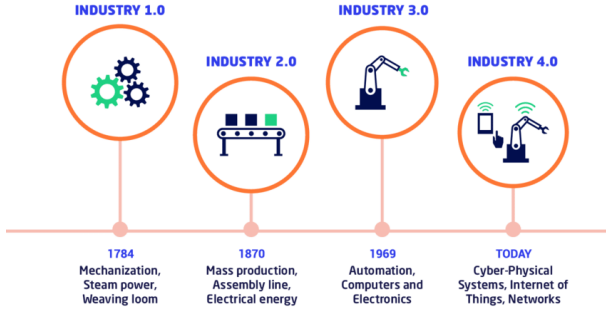 INDUSTRY 1.0
INDUSTRY 2.0
INDUSTRY 3.0
INDUSTRY 4.0
1784
Mechanization,
Steam power,
Weaving loom
1870
Mass production,
Assembly line,
Electrical energy
1969
Automation,
Computers and
Electronics
TODAY
Cyber-Physical
Systems, Internet of
Things, Networks